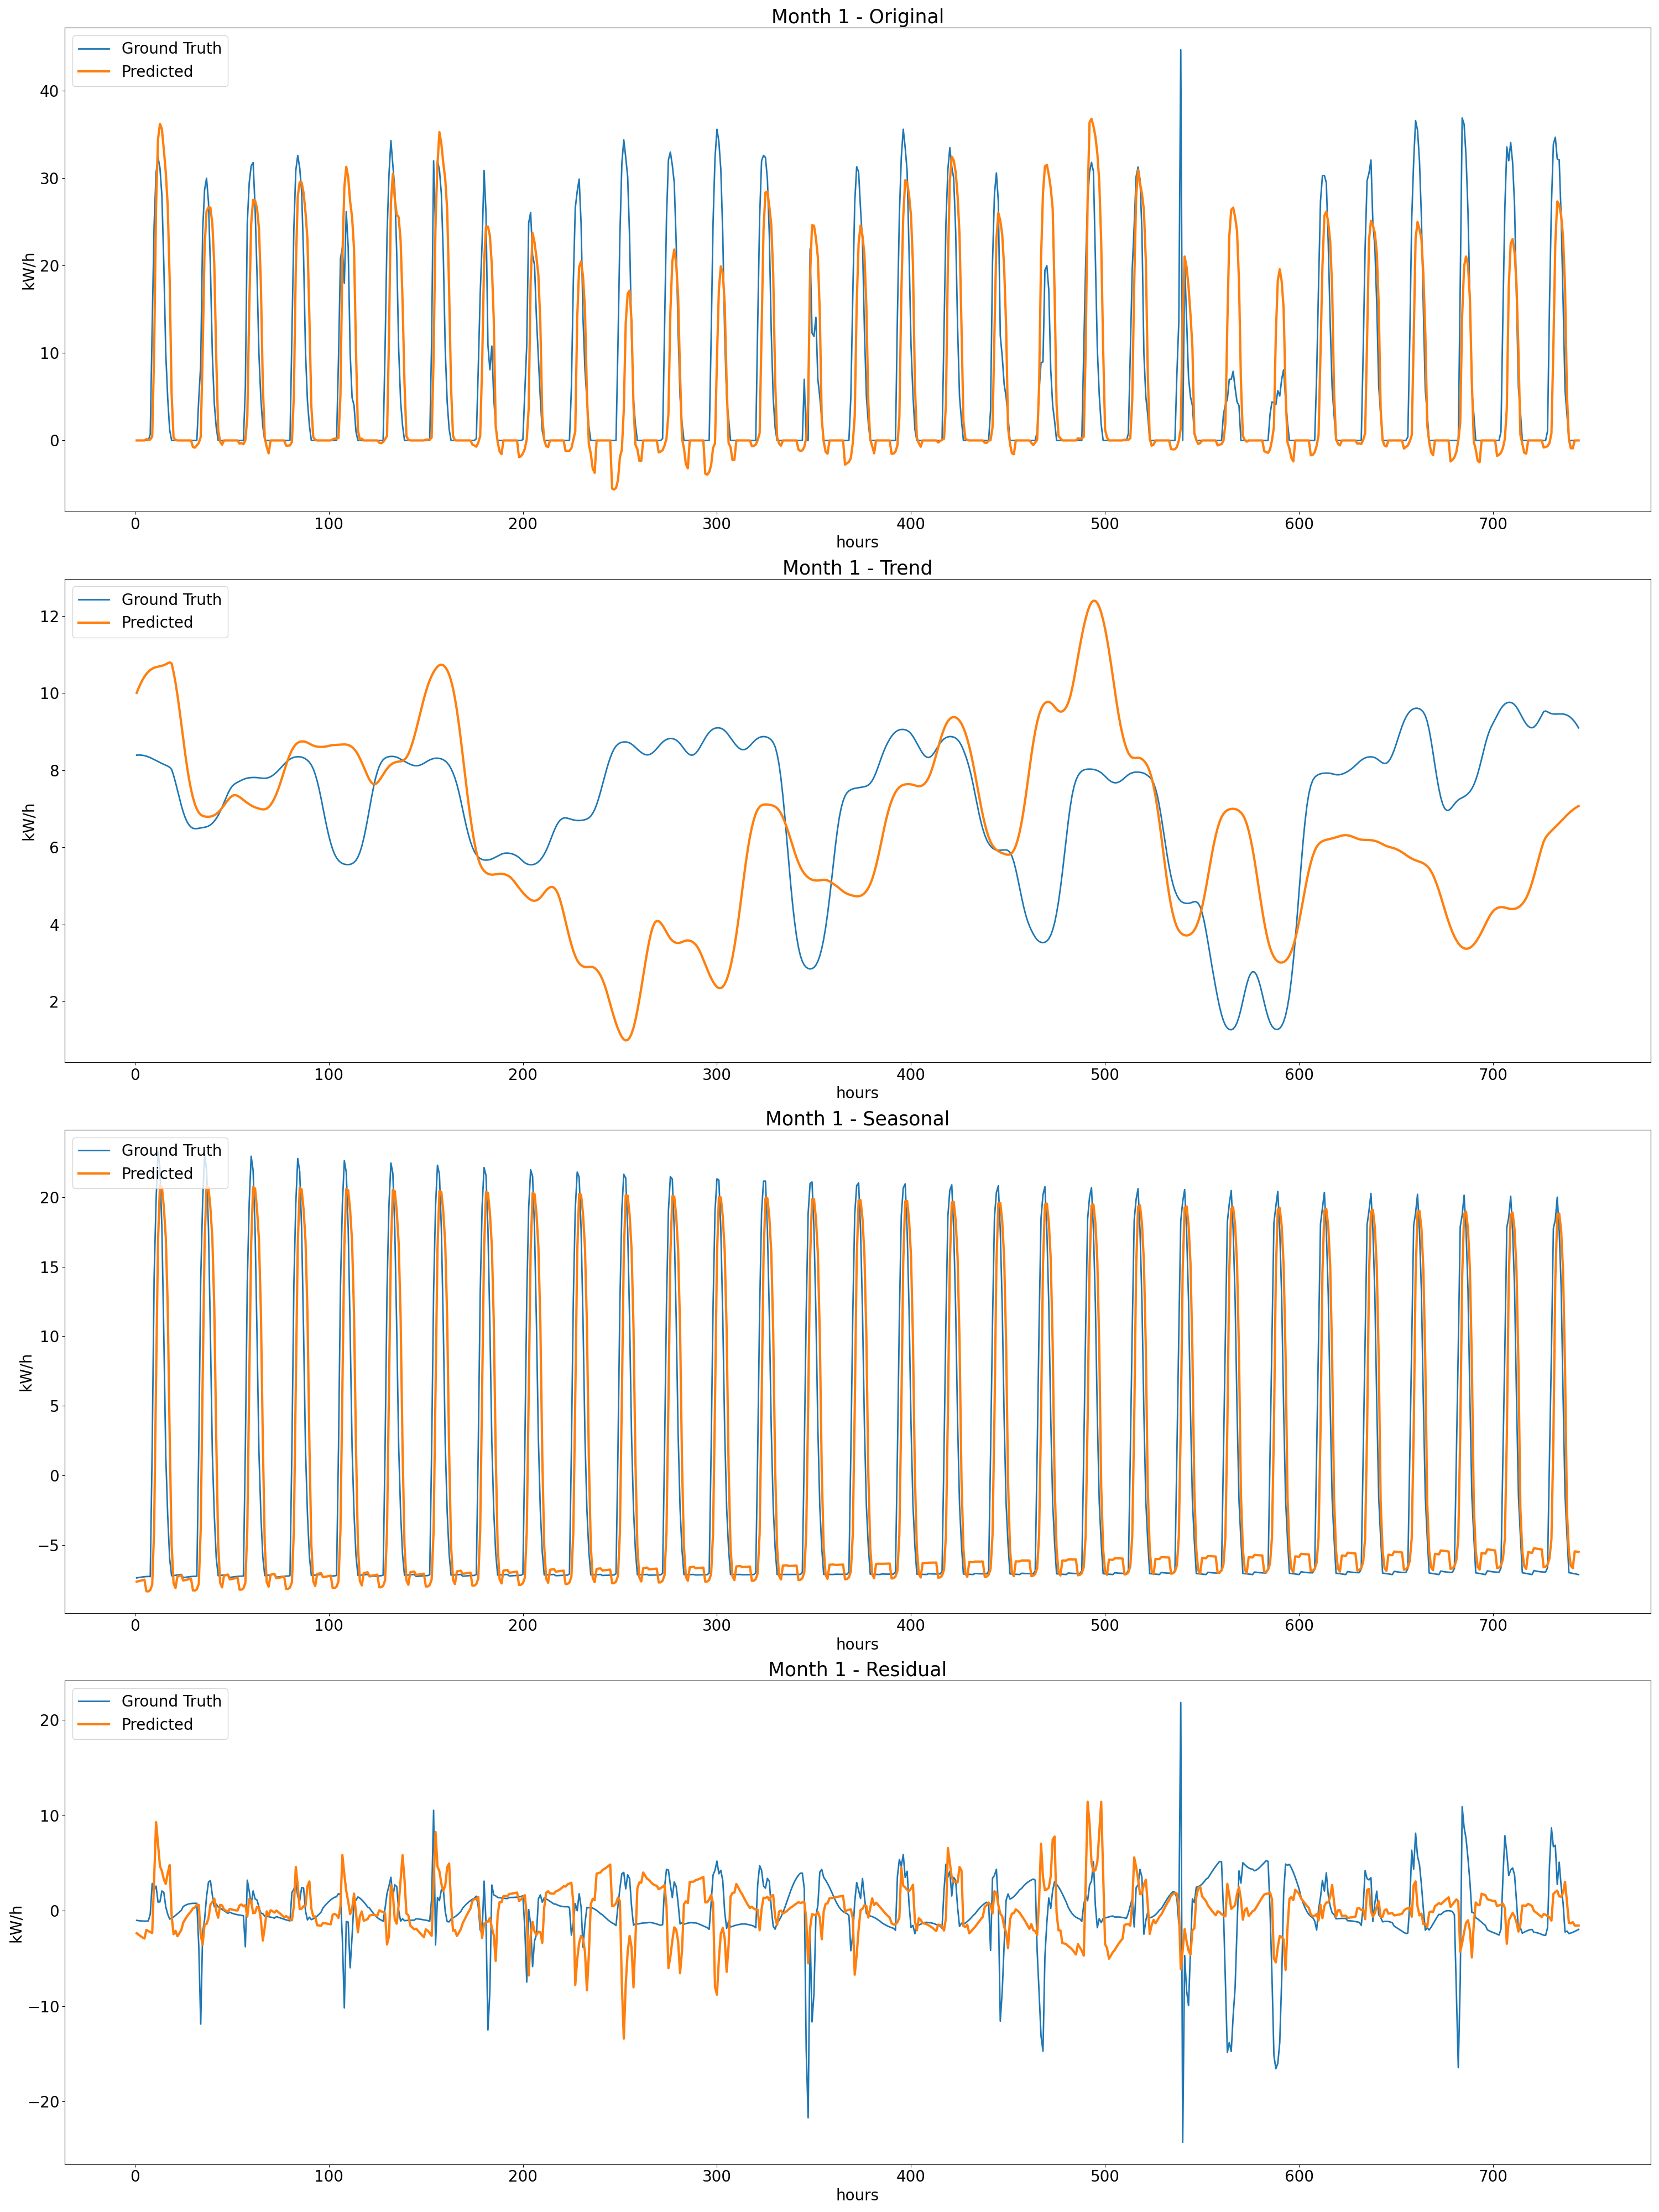 Month 1 - Original
Ground Truth
Predicted
kW/h
40
30
20
10
0
0 100 200 300 400 500 600 700
hours
Month 1 - Trend
Ground Truth
Predicted
kW/h
12
10
8
6
4
2
0 100 200 300 400 500 600 700
hours
Month 1 - Seasonal
Ground Truth
Predicted
kW/h
20
15
10
5
0
−5
0 100 200 300 400 500 600 700
hours
Month 1 - Residual
Ground Truth
Predicted
kW/h
20
10
0
−10
−20
0 100 200 300 400 500 600 700
hours